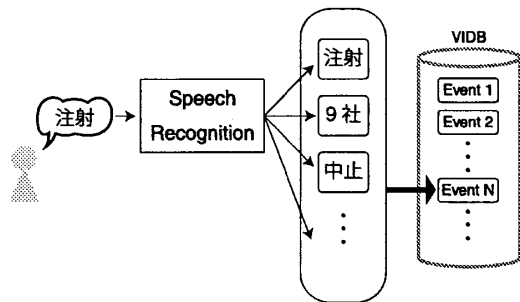 注射
Speech
Recognition
注射
9社
中止
VIDB
Event 1
Event 2
Event N